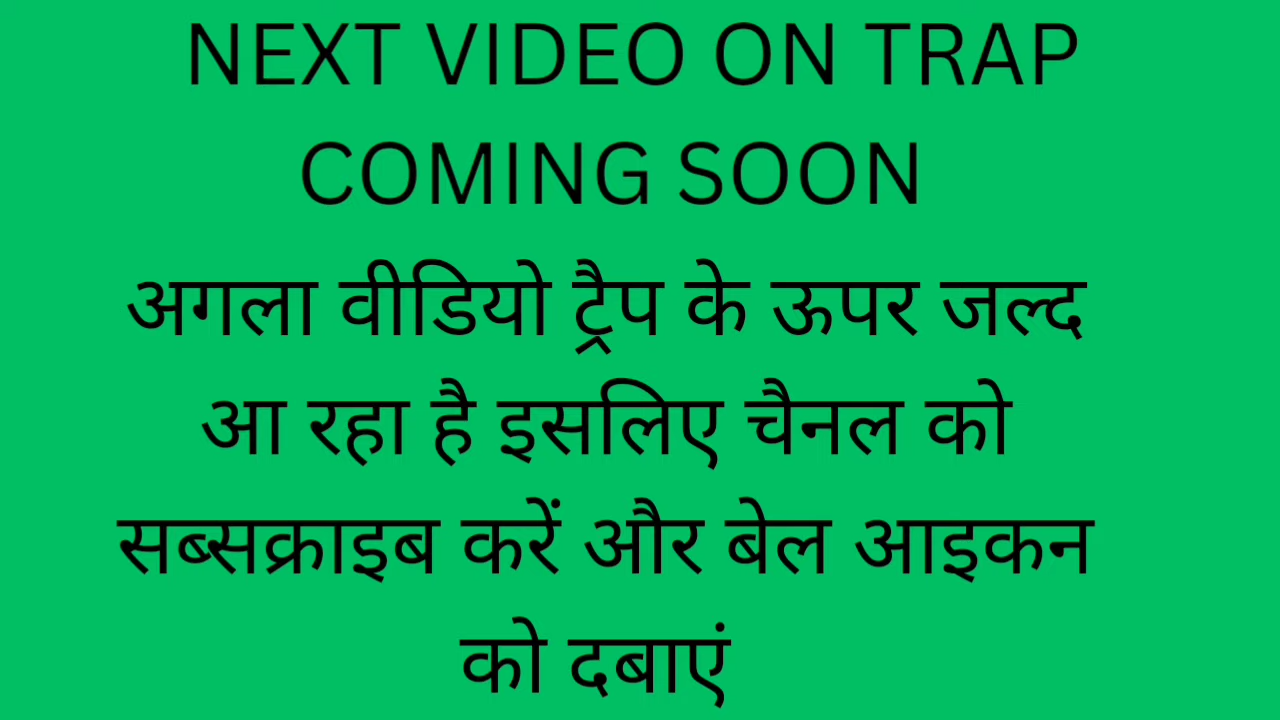 NEXT VIDEO ON TRAP
COMING SOON
अगला वीडियो ट्रैप के ऊपर जल्द
आ रहा है इसलिए चैनल को
सब्सक्राइब करें और बेल आइकन
को दबाएं